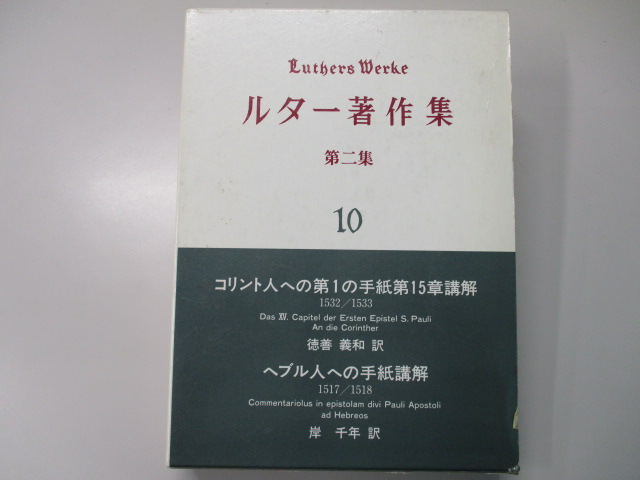 Luthers Werke
ルター著作集
第二集
10
コリント人への第1の手紙第15章講解
1532/1533
Das XV. Capitel der Ersten Epistel S. Pauli
An die Corinther
徳善 義和 訳
ヘブル人への手紙講解
1517/1518
Commentariolus in epistolam divi Pauli Apostoli
ad Hebreos
岸 千年 訳